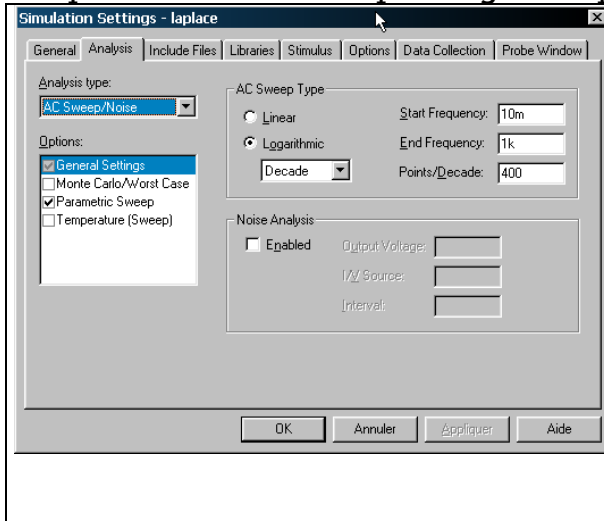 Simulation Settings - laplace
General Analysis Include Files Libraries Stimulus Options Data Collection Probe Window
Analysis type:
AC Sweep/Noise
Options:
General Settings
Monte Carlo/Worst Case
Parametric Sweep
Temperature (Sweep)
AC Sweep Type
Linear
Logarithmic
Decade
Start Frequency: 10m
End Frequency: 1k
Points/Decade: 400
Noise Analysis
Enabled
Output Voltage:
I/V Source:
Interval:
OK Annuler Appliquer Aide